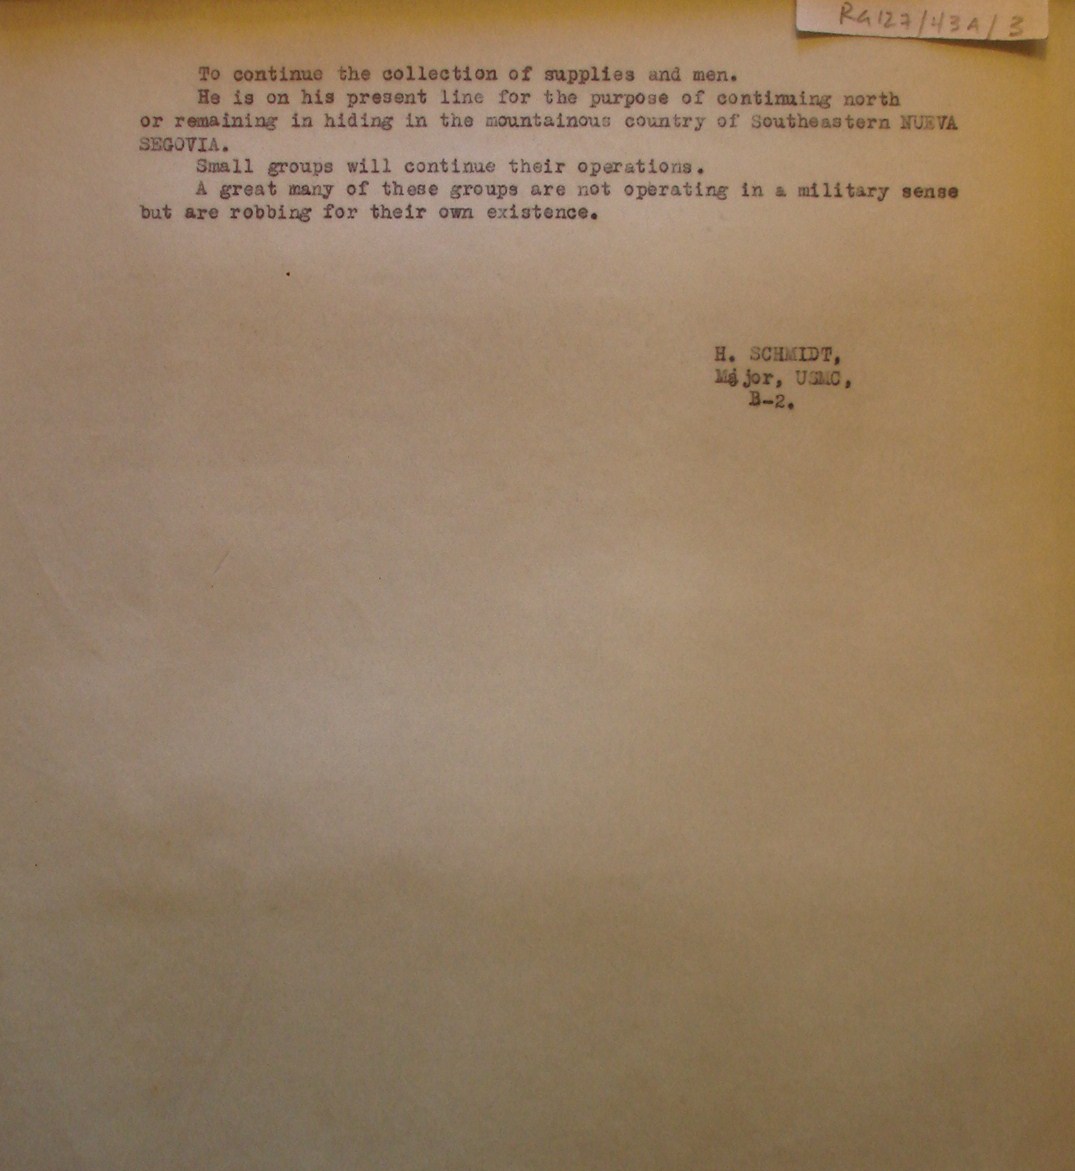 RG127/43A/3
To continue the collection of supplies and men.
He is on his present line for the purpose of continuing north
or remaining in hiding in the mountainous country of Southeastern NUEVA
SEGOVIA.
Small groups will continue their operations.
A great many of these groups are not operating in a military sense
but are robbing for their own existence.
H. SCHMIDT,
Major, USMC,
B-2.